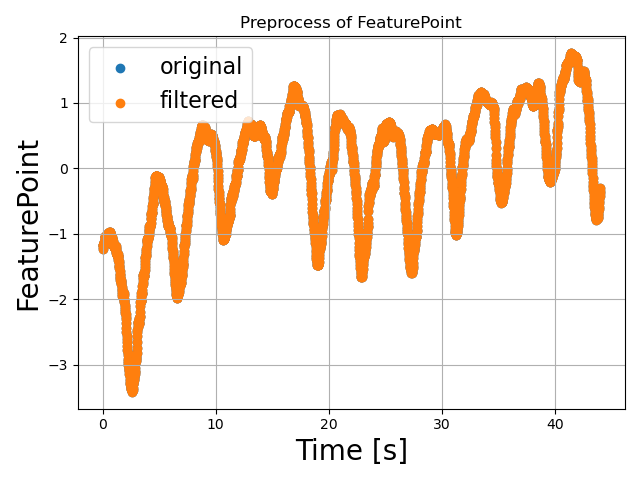 Preprocess of FeaturePoint
original
filtered
FeaturePoint
2
1
0
−1
−2
−3
0 10 20 30 40
Time [s]